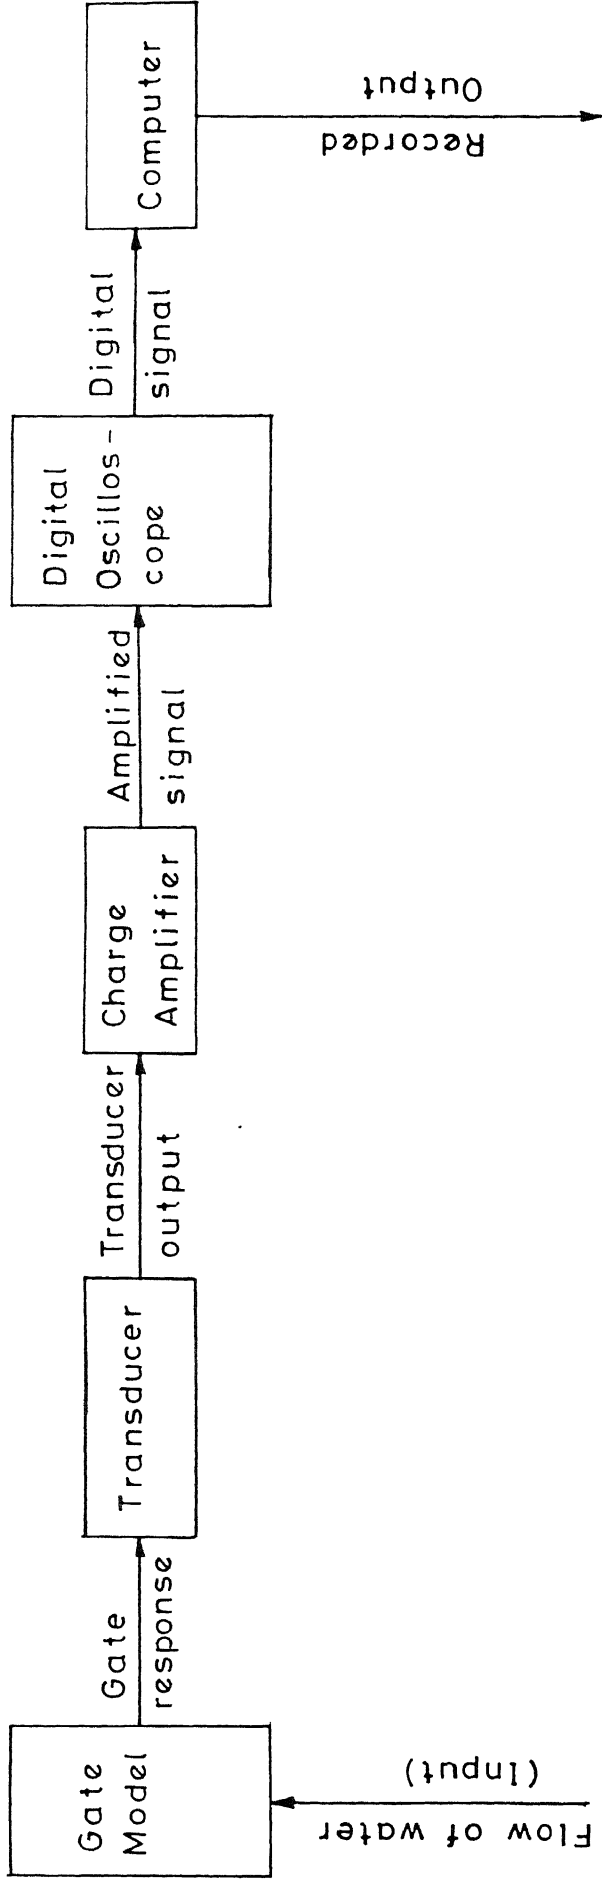 Flow of water
(Input)
Gate
Model
Gate
response
Transducer
Transducer
output
Charge
Amplifier
Amplified
signal
Digital
Oscillos-
cope
Digital
signal
Computer
Recorded
Output